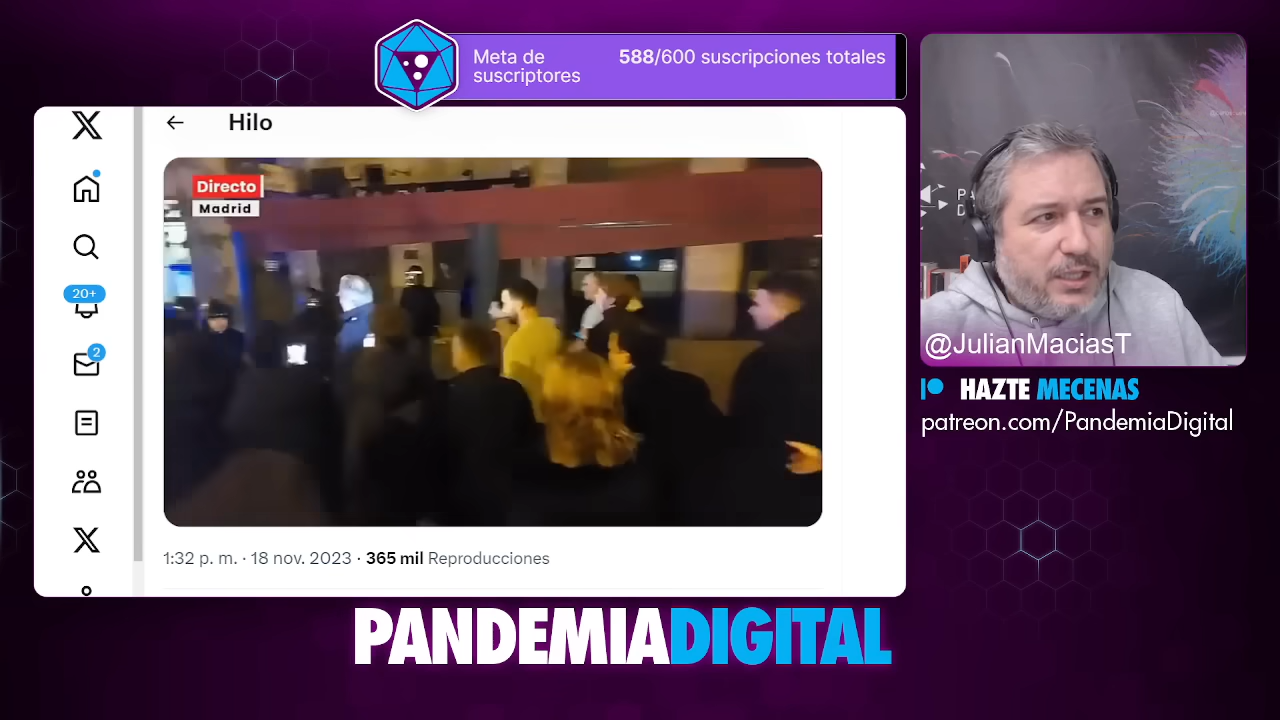 Meta de
suscriptores
588/600 suscripciones totales
Hilo
Directo
Madrid
20+
2
1:32 p. m. · 18 nov. 2023 · 365 mil Reproducciones
@JulianMaciasT
HAZTE MECENAS
patreon.com/PandemiaDigital
PANDEMIADIGITAL